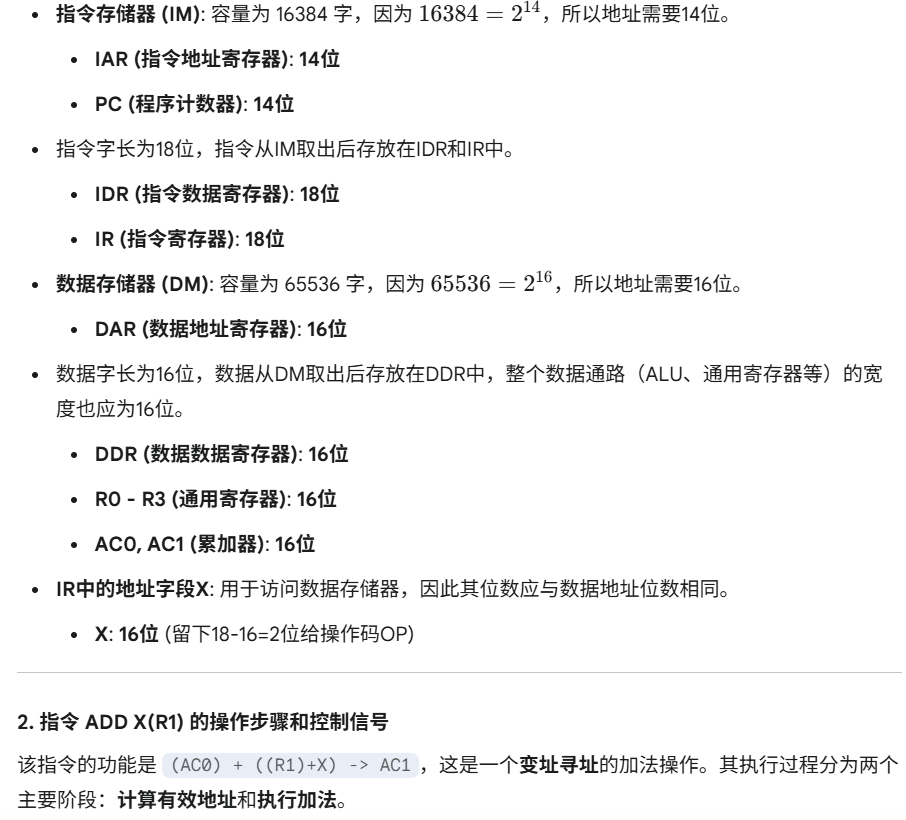 • 指令存储器 (IM): 容量为 16384 字，因为 16384 = 2^14，所以地址需要14位。
• IAR (指令地址寄存器): 14位
• PC (程序计数器): 14位
• 指令字长为18位，指令从IM取出后存放在IDR和IR中。
• IDR (指令数据寄存器): 18位
• IR (指令寄存器): 18位
• 数据存储器 (DM): 容量为 65536 字，因为 65536 = 2^16，所以地址需要16位。
• DAR (数据地址寄存器): 16位
• 数据字长为16位，数据从DM取出后存放在DDR中，整个数据通路（ALU、通用寄存器等）的宽
度也应为16位。
• DDR (数据数据寄存器): 16位
• R0 - R3 (通用寄存器): 16位
• AC0, AC1 (累加器): 16位
• IR中的地址字段X: 用于访问数据存储器，因此其位数应与数据地址位数相同。
• X: 16位 (留下18-16=2位给操作码OP)
2. 指令 ADD X(R1) 的操作步骤和控制信号
该指令的功能是 (AC0) + ((R1)+X) -> AC1 ，这是一个变址寻址的加法操作。其执行过程分为两个
主要阶段：计算有效地址和执行加法。